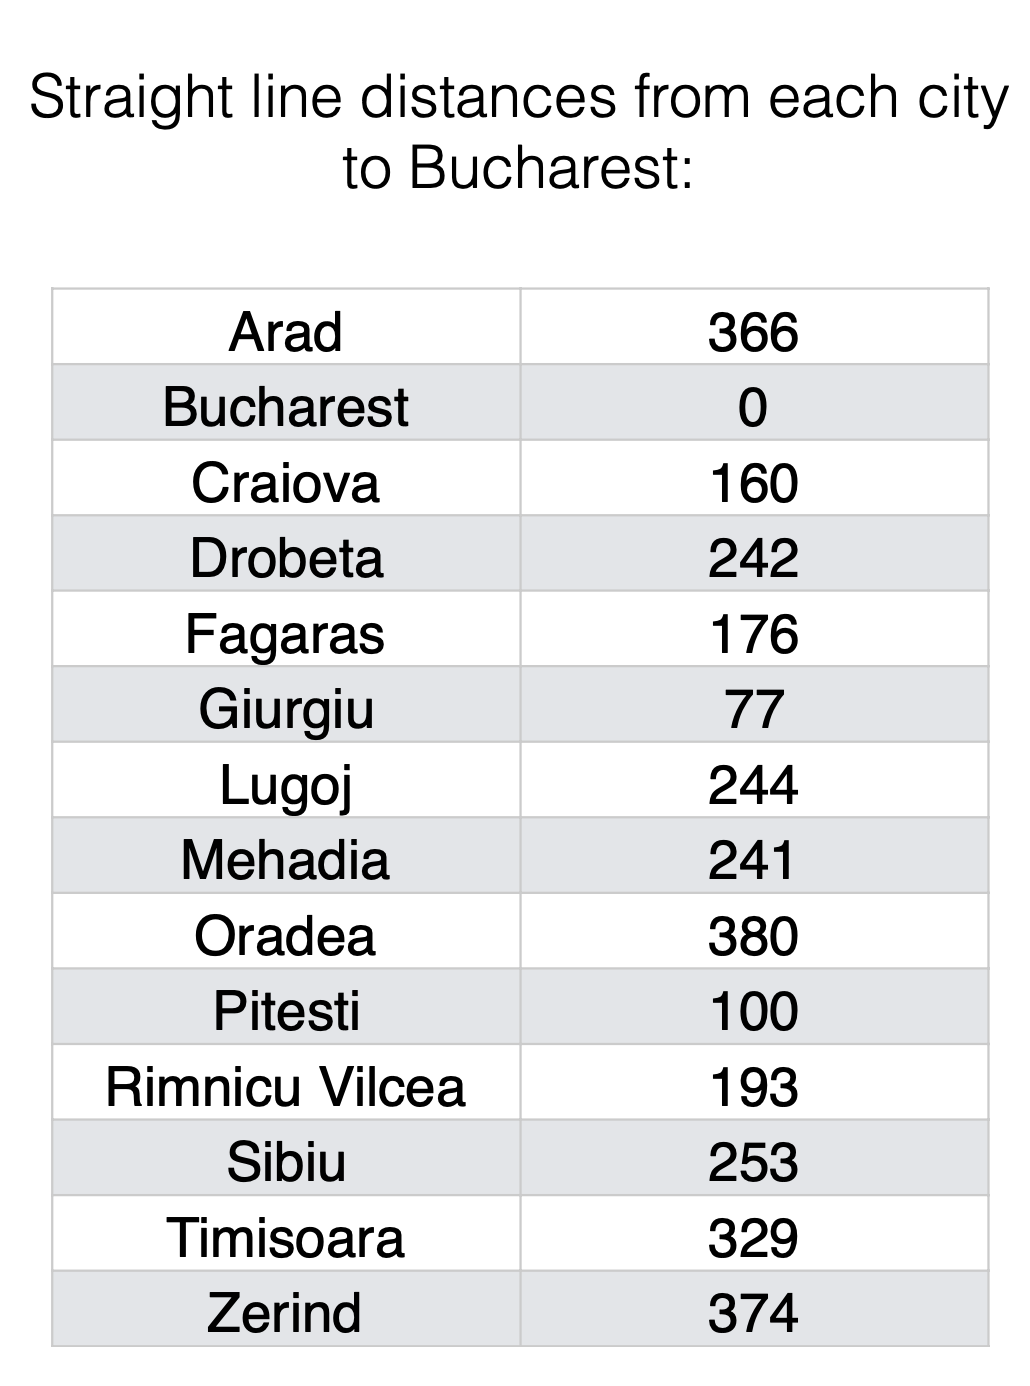 Straight line distances from each city
to Bucharest:
Arad 366
Bucharest 0
Craiova 160
Drobeta 242
Fagaras 176
Giurgiu 77
Lugoj 244
Mehadia 241
Oradea 380
Pitesti 100
Rimnicu Vilcea 193
Sibiu 253
Timisoara 329
Zerind 374